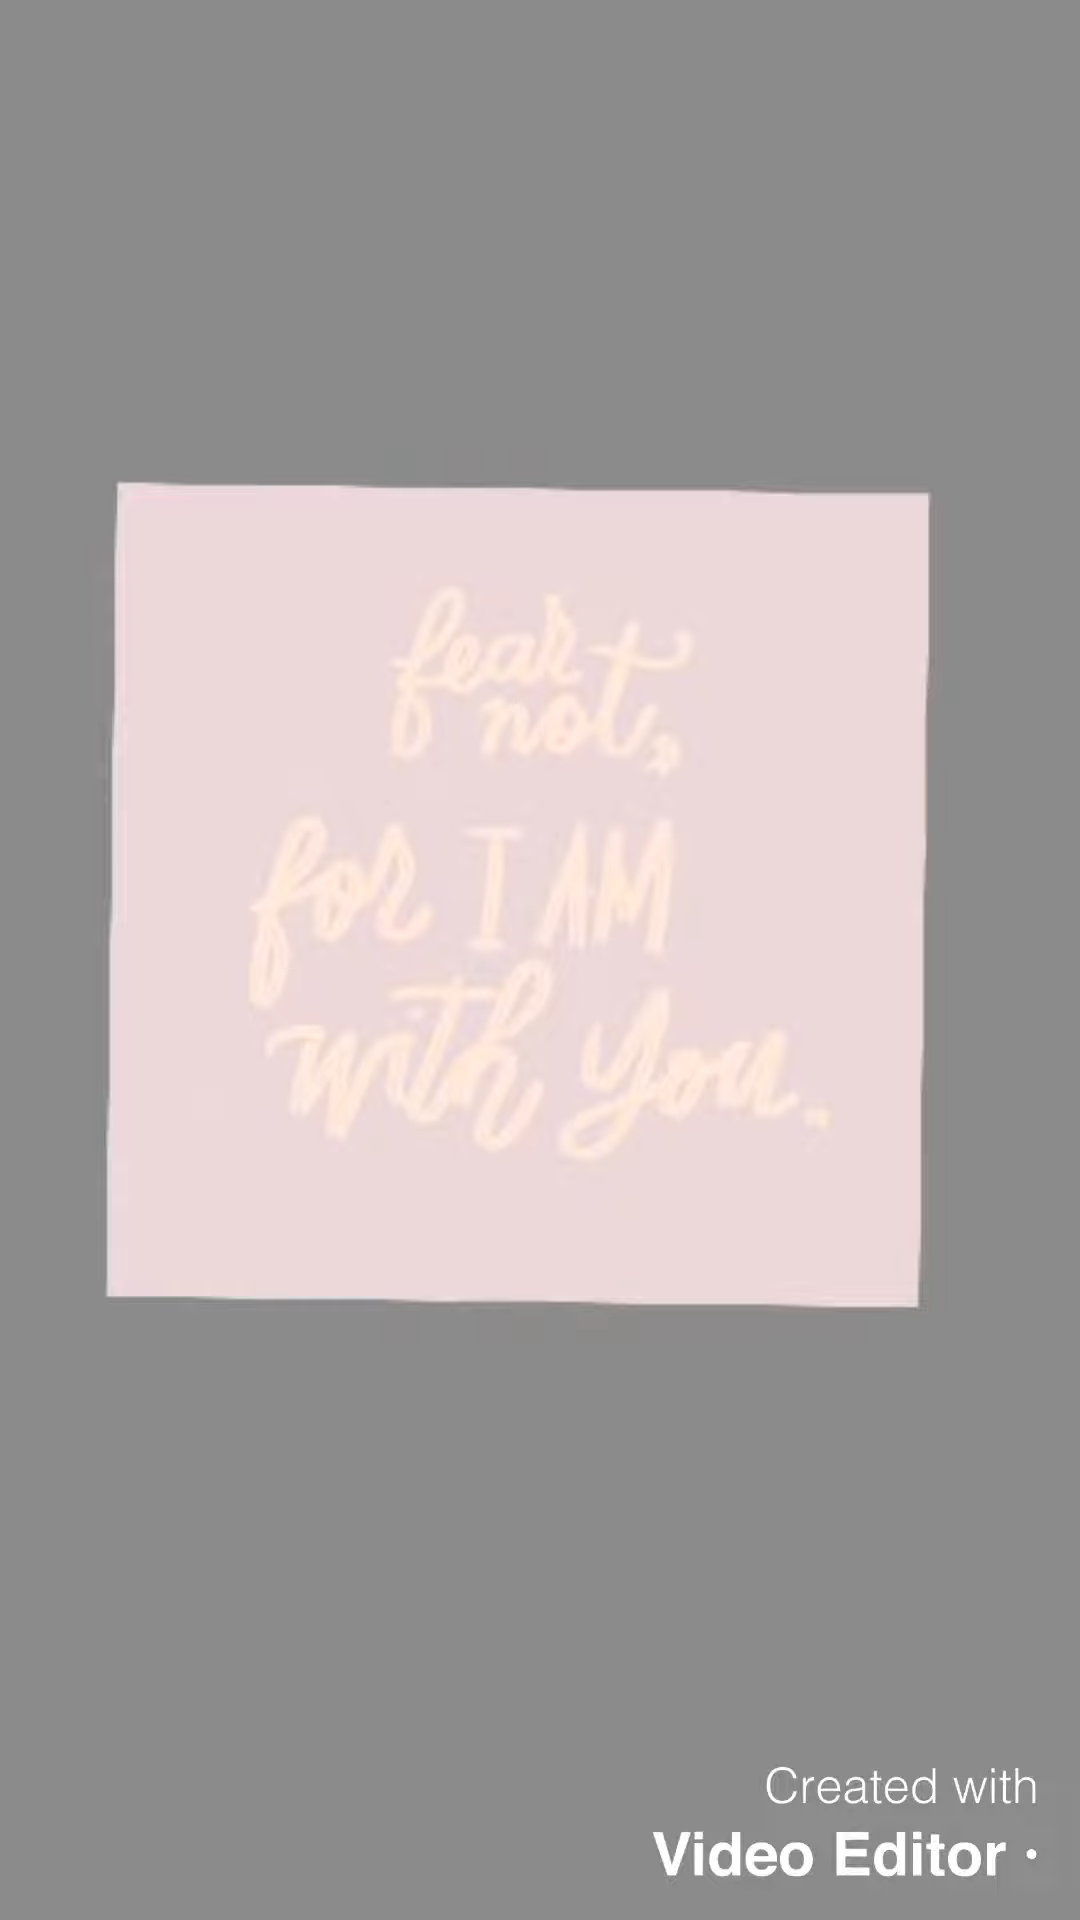 fear
not,
for I AM
with you.
Created with
Video Editor ·